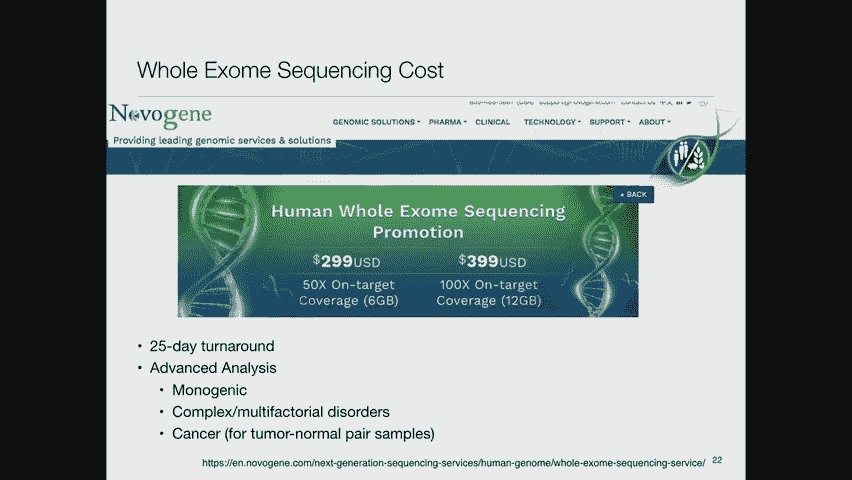 Whole Exome Sequencing Cost
Novogene
GENOMIC SOLUTIONS PHARMA CLINICAL TECHNOLOGY SUPPORT ABOUT
Providing leading genomic services & solutions
« BACK
Human Whole Exome Sequencing
Promotion
$299USD $399USD
50X On-target 100X On-target
Coverage (6GB) Coverage (12GB)
• 25-day turnaround
• Advanced Analysis
• Monogenic
• Complex/multifactorial disorders
• Cancer (for tumor-normal pair samples)
https://en.novogene.com/next-generation-sequencing-services/human-genome/whole-exome-sequencing-service/ 22